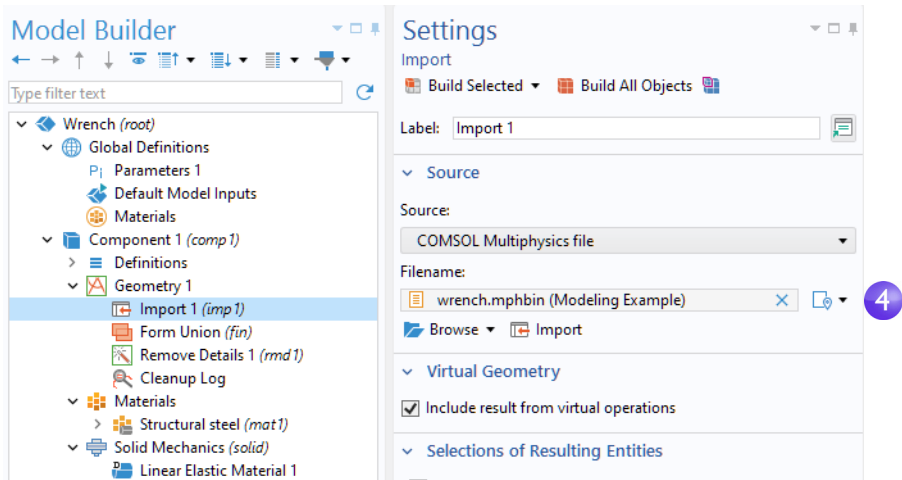 Model Builder
Type filter text
Wrench (root)
Global Definitions
Pi Parameters 1
Default Model Inputs
Materials
Component 1 (comp1)
Definitions
Geometry 1
Import 1 (imp1)
Form Union (fin)
Remove Details 1 (rmd1)
Cleanup Log
Materials
Structural steel (mat1)
Solid Mechanics (solid)
D Linear Elastic Material 1
Settings
Import
Build Selected
Build All Objects
Label: Import 1
Source
Source:
COMSOL Multiphysics file
Filename:
wrench.mphbin (Modeling Example)
4
Browse Import
Virtual Geometry
Include result from virtual operations
Selections of Resulting Entities